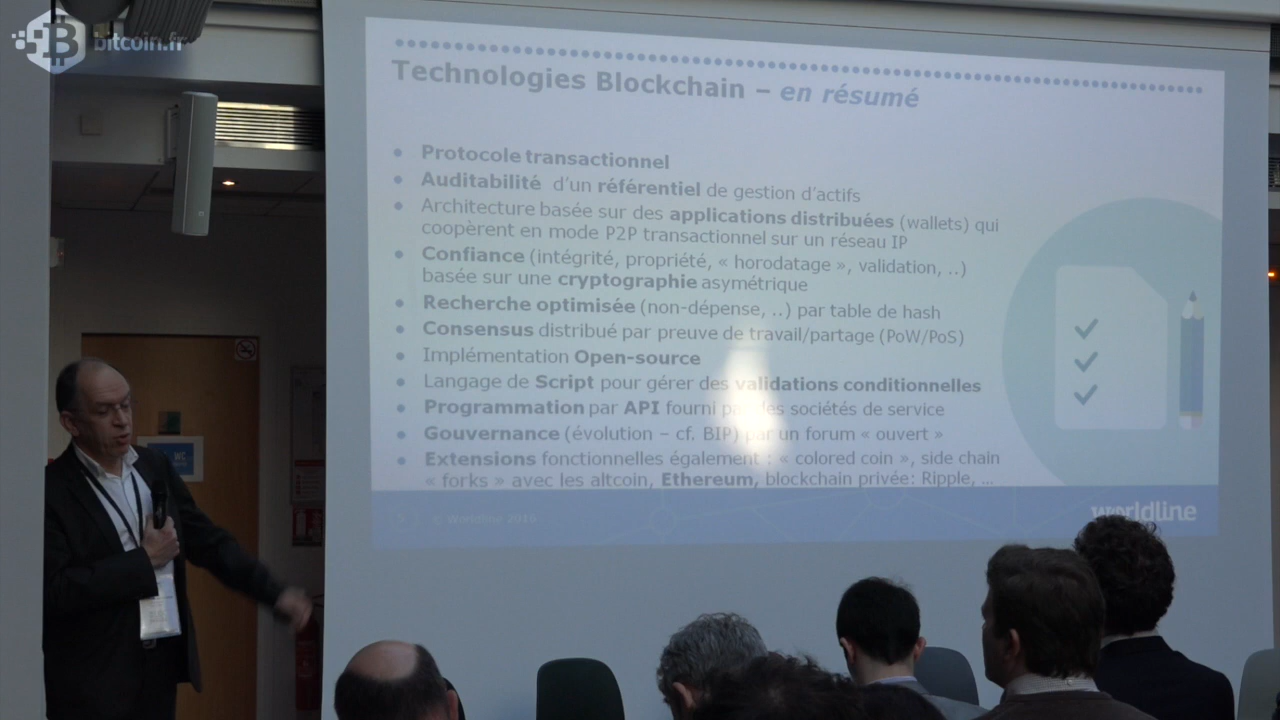 bitcoin.fr
Technologies Blockchain – en résumé
• Protocole transactionnel
• Auditabilité d'un référentiel de gestion d'actifs
• Architecture basée sur des applications distribuées (wallets) qui
coopèrent en mode P2P transactionnel sur un réseau IP
• Confiance (intégrité, propriété, « horodatage », validation, ..)
basée sur une cryptographie asymétrique
• Recherche optimisée (non-dépense, ..) par table de hash
• Consensus distribué par preuve de travail/partage (PoW/PoS)
• Implémentation Open-source
• Langage de Script pour gérer des validations conditionnelles
• Programmation par API fourni par des sociétés de service
• Gouvernance (évolution – cf. BIP) par un forum « ouvert »
• Extensions fonctionnelles également : « colored coin », side chain
« forks » avec les altcoin, Ethereum, blockchain privée: Ripple, ...
© Worldline 2016
worldline
WC